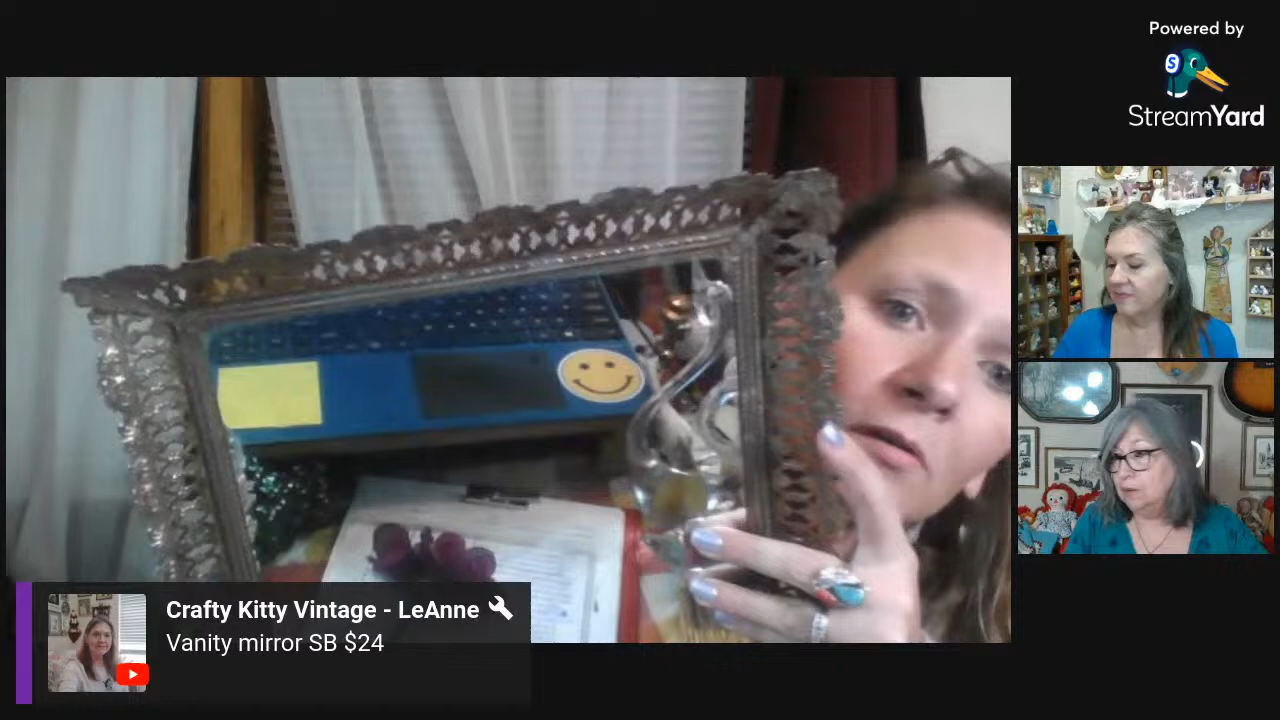 Powered by
S
StreamYard
Crafty Kitty Vintage - LeAnne
Vanity mirror SB $24